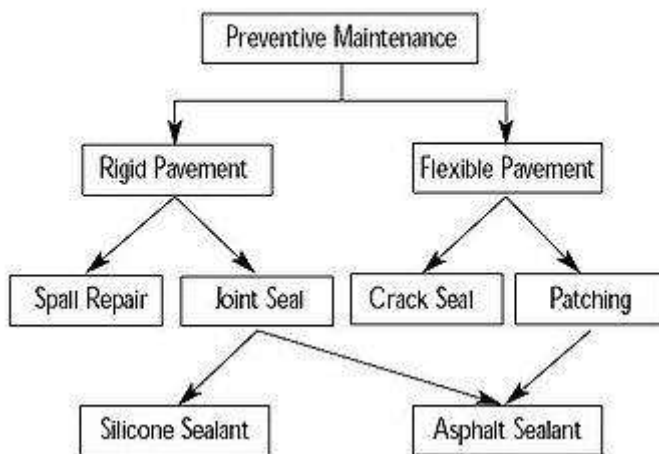 Preventive Maintenance
Rigid Pavement
Flexible Pavement
Spall Repair
Joint Seal
Crack Seal
Patching
Silicone Sealant
Asphalt Sealant